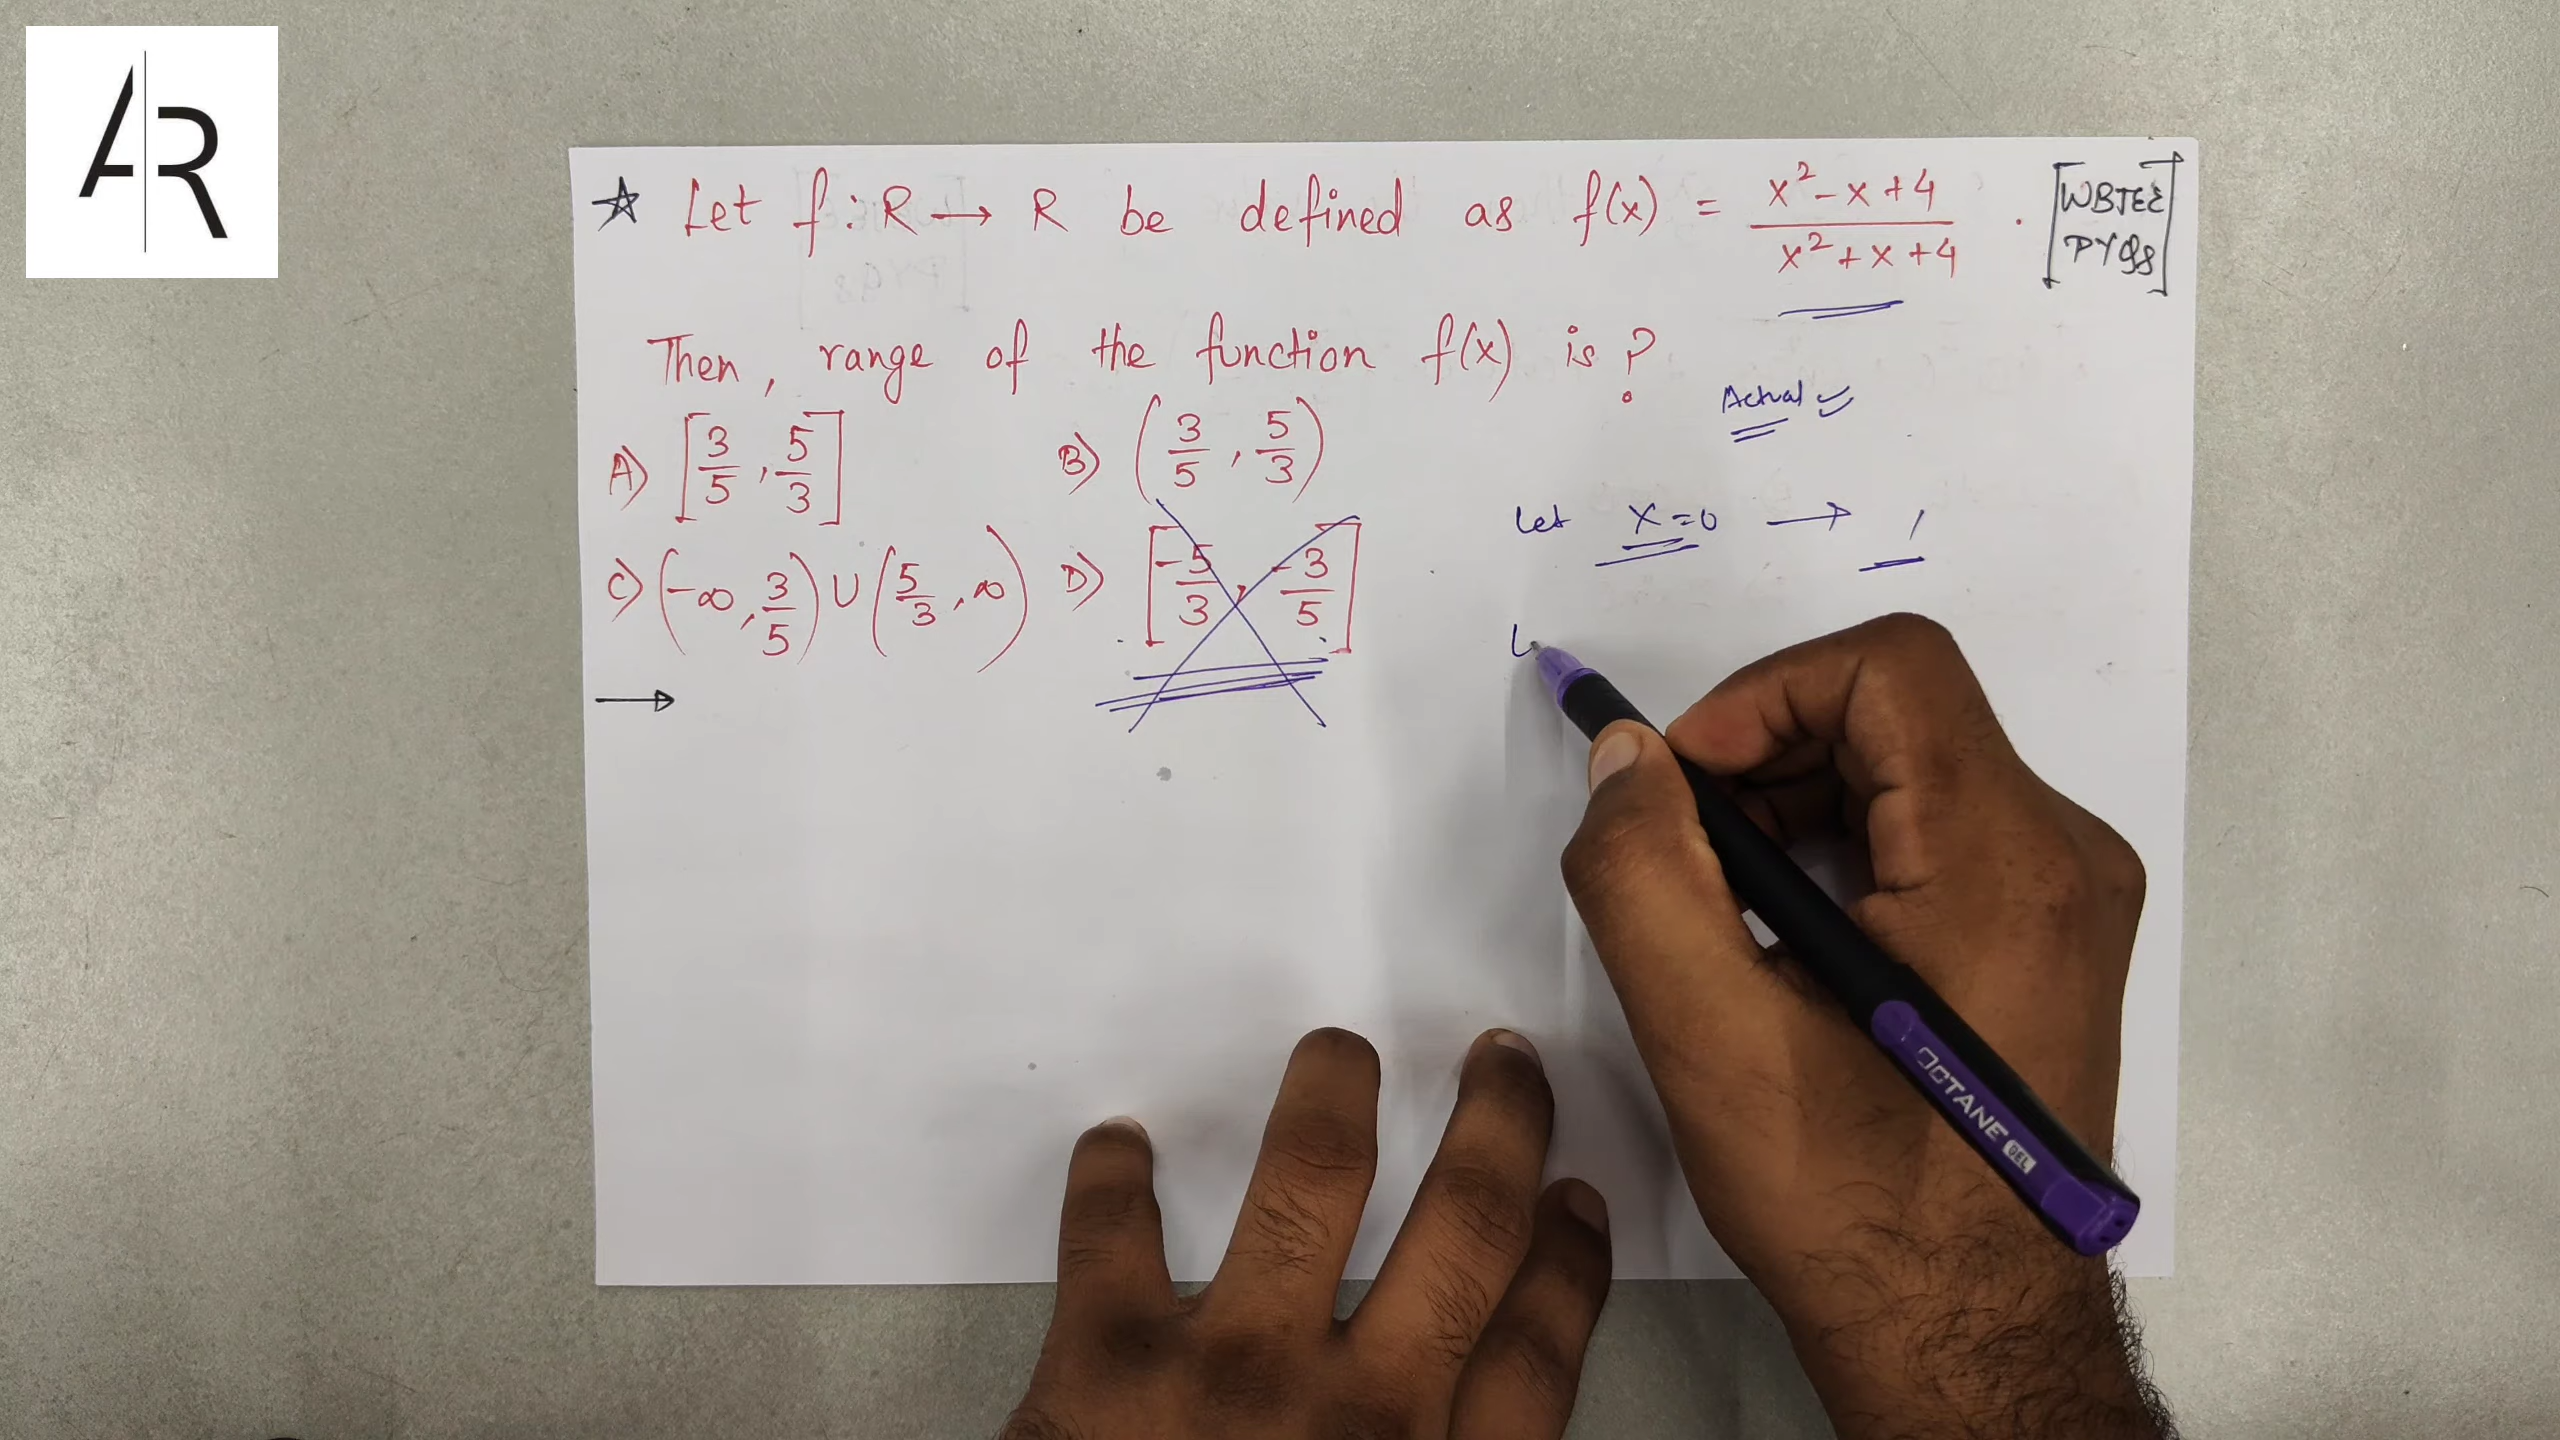 AR
☆ Let f : R → R be defined as f(x) = (x² - x + 4)/(x² + x + 4) . [WBJEE PYQs]
Then, range of the function f(x) is ?
Actual
A) [3/5, 5/3] B) (3/5, 5/3)
Let x = 0 → 1
C) (-∞, 3/5) ∪ (5/3, ∞) D) [-5/3, -3/5]
L
→
OCTANE GEL